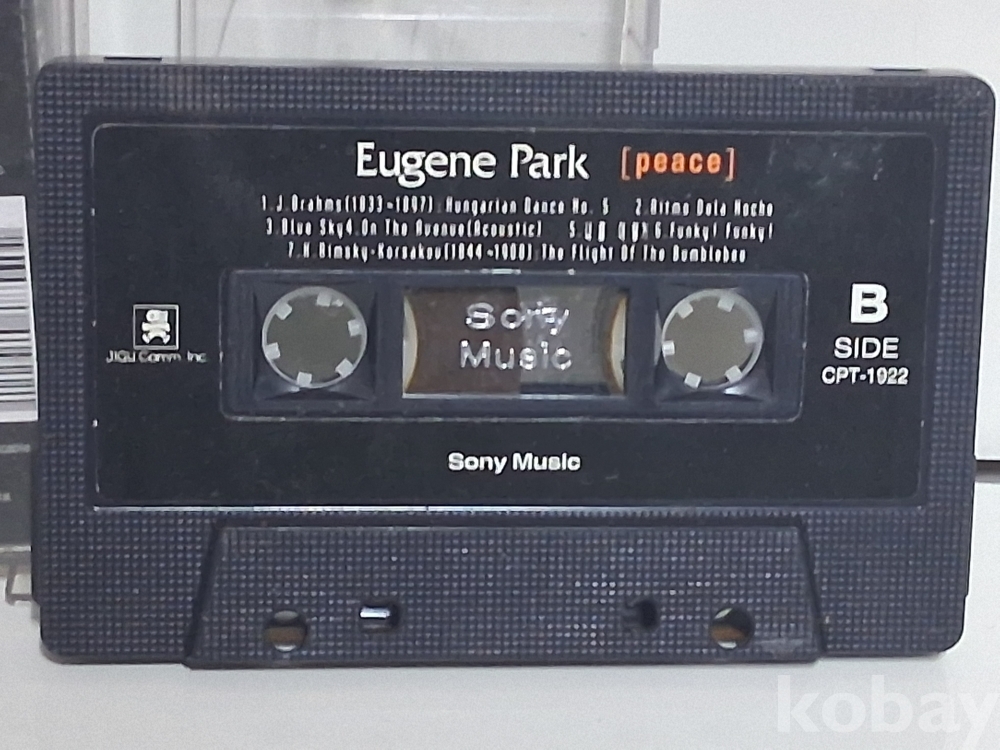 Eugene Park [peace]
1.J.Brahms(1833~1897):Hungarian Dance No. 5 2.Ritmo Dela Noche
3.Blue Sky4.On The Avenue(Acoustic) 5. 6.Funky! Funky!
7.N.Rimsky-Korsakov(1844~1908):The Flight Of The Bumblebee
Sony
Music
B
SIDE
CPT-1922
JIGU Comm Inc
Sony Music
kobay